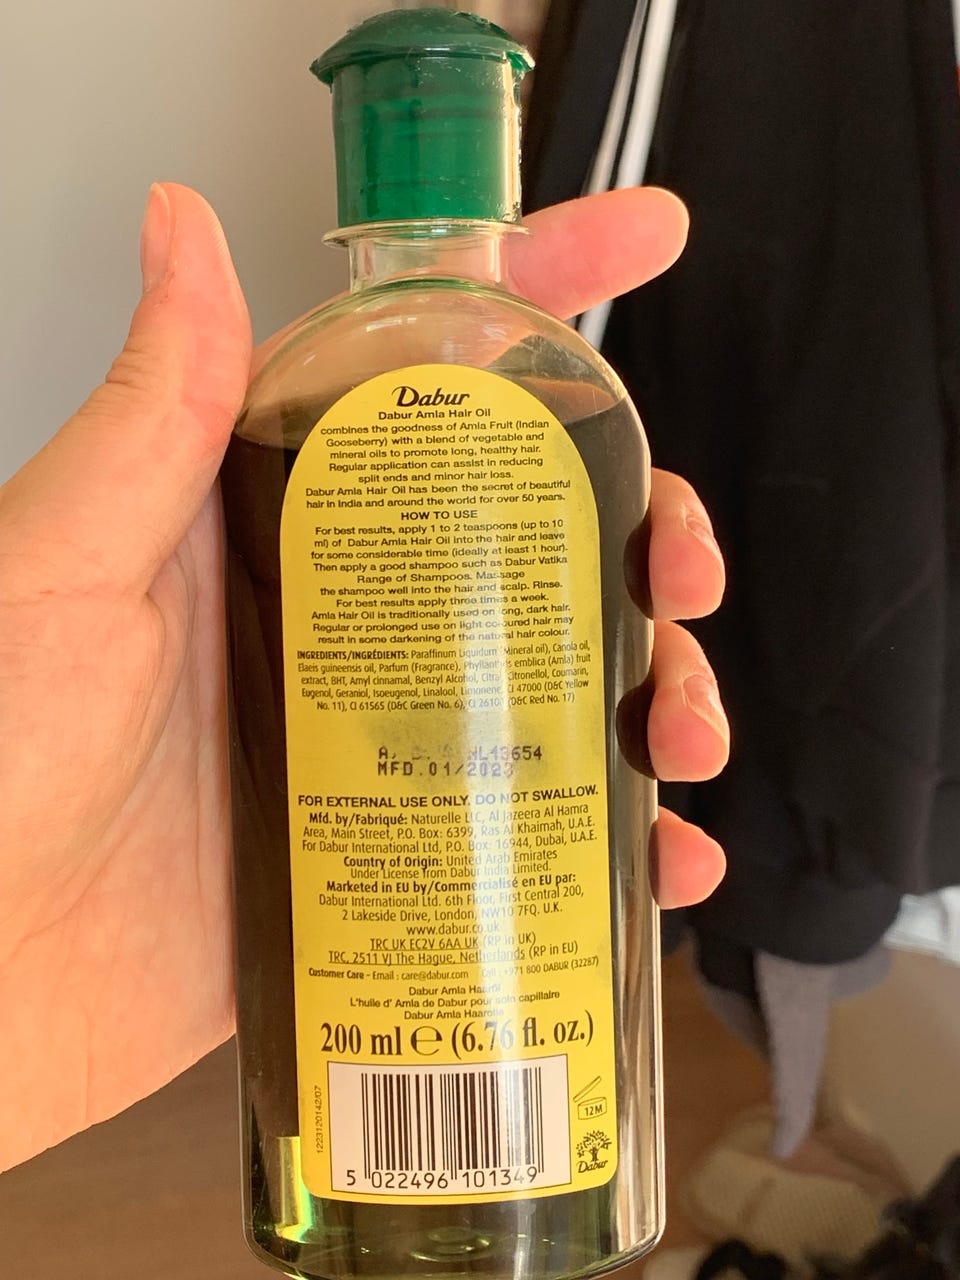 Dabur
Dabur Amla Hair Oil
combines the goodness of Amla Fruit (Indian
Gooseberry) with a blend of vegetable and
mineral oils to promote long, healthy hair.
Regular application can assist in reducing
split ends and minor hair loss.
Dabur Amla Hair Oil has been the secret of beautiful
hair in India and around the world for over 50 years.
HOW TO USE
For best results, apply 1 to 2 teaspoons (up to 10
ml) of Dabur Amla Hair Oil into the hair and leave
for some considerable time (ideally at least 1 hour).
Then apply a good shampoo such as Dabur Vatika
Range of Shampoos. Massage
the shampoo well into the hair and scalp. Rinse.
For best results apply three times a week.
Amla Hair Oil is traditionally used on long, dark hair.
Regular or prolonged use on light coloured hair may
result in some darkening of the natural hair colour.
INGREDIENTS/INGRÉDIENTS: Paraffinum Liquidum (Mineral oil), Canola oil,
Elaeis guineensis oil, Parfum (Fragrance), Phyllanthus emblica (Amla) fruit
extract, BHT, Amyl cinnamal, Benzyl Alcohol, Citral, Citronellol, Coumarin,
Eugenol, Geraniol, Isoeugenol, Linalool, Limonene, CI 47000 (D&C Yellow
No. 11), CI 61565 (D&C Green No. 6), CI 26100 (D&C Red No. 17)
NL43654
MFD.01/2023
FOR EXTERNAL USE ONLY. DO NOT SWALLOW.
Mfd. by/Fabriqué: Naturelle LLC, Al Jazeera Al Hamra
Area, Main Street, P.O. Box: 6399, Ras Al Khaimah, U.A.E.
For Dabur International Ltd, P.O. Box: 16944, Dubai, U.A.E.
Country of Origin: United Arab Emirates
Under License from Dabur India Limited.
Marketed in EU by/Commercialisé en EU par:
Dabur International Ltd. 6th Floor, First Central 200,
2 Lakeside Drive, London, NW10 7FQ. U.K.
www.dabur.co.uk
TRC UK EC2V 6AA UK (RP in UK)
TRC, 2511 VJ The Hague, Netherlands (RP in EU)
Customer Care - Email : care@dabur.com Call : +971 800 DABUR (32287)
Dabur Amla Haaröl
L'huile d' Amla de Dabur pour soin capillaire
Dabur Amla Haarolie
200 ml ℮ (6.76 fl. oz.)
1223120142/07
12M
Dabur
5 022496 101349